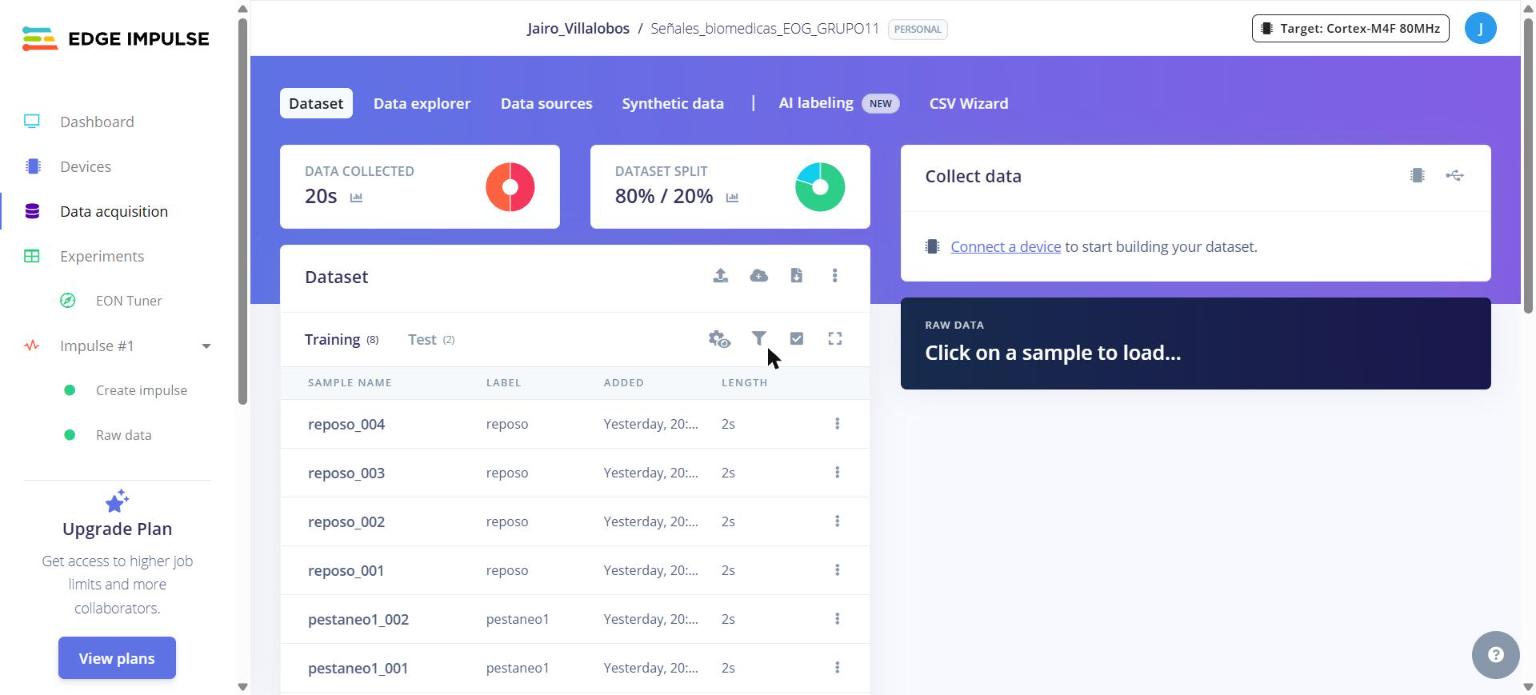 EDGE IMPULSE
Jairo_Villalobos / Señales_biomedicas_EOG_GRUPO11 PERSONAL
Target: Cortex-M4F 80MHz
J
Dashboard
Devices
Data acquisition
Experiments
EON Tuner
Impulse #1
Create impulse
Raw data
Upgrade Plan
Get access to higher job
limits and more
collaborators.
View plans
Dataset Data explorer Data sources Synthetic data | AI labeling NEW CSV Wizard
DATA COLLECTED
20s
DATASET SPLIT
80% / 20%
Dataset
Training (8) Test (2)
SAMPLE NAME LABEL ADDED LENGTH
reposo_004 reposo Yesterday, 20:... 2s
reposo_003 reposo Yesterday, 20:... 2s
reposo_002 reposo Yesterday, 20:... 2s
reposo_001 reposo Yesterday, 20:... 2s
pestaneo1_002 pestaneo1 Yesterday, 20:... 2s
pestaneo1_001 pestaneo1 Yesterday, 20:... 2s
Collect data
Connect a device to start building your dataset.
RAW DATA
Click on a sample to load...
?